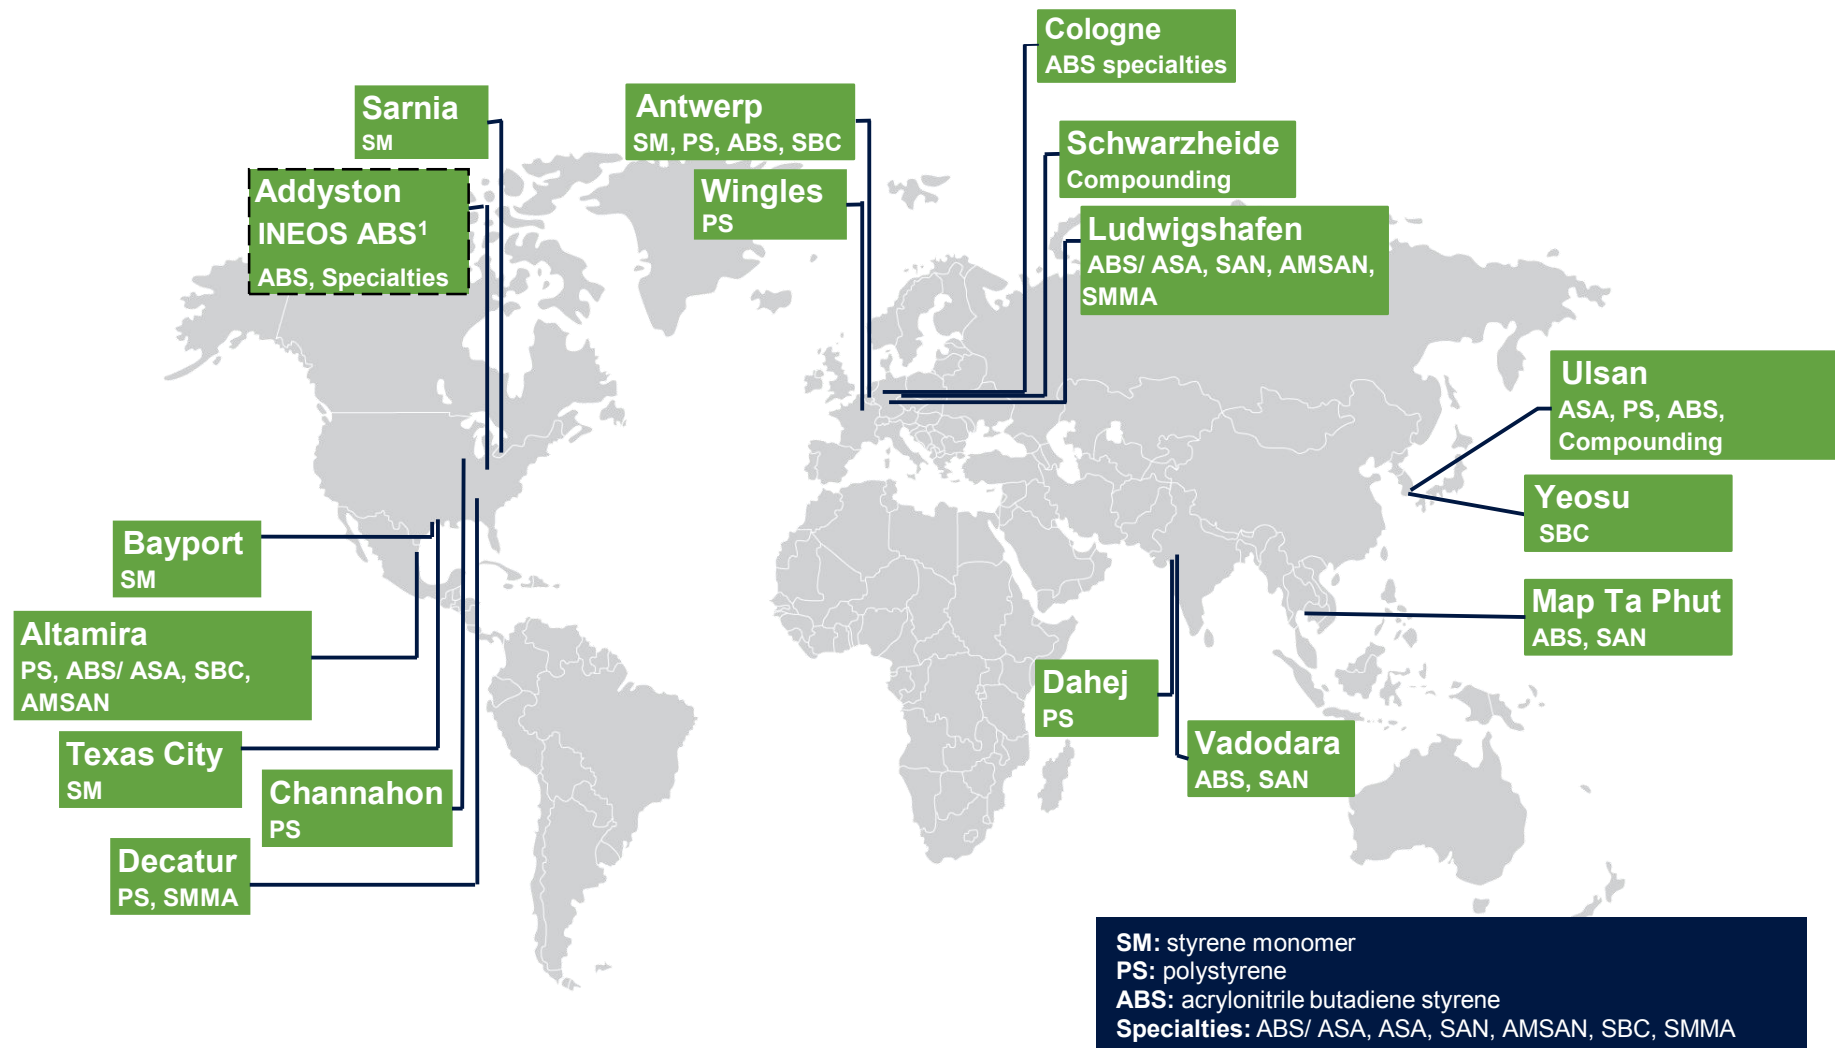 Cologne
ABS specialties
Sarnia
SM
Antwerp
SM, PS, ABS, SBC
Schwarzheide
Compounding
Addyston
INEOS ABS¹
ABS, Specialties
Wingles
PS
Ludwigshafen
ABS/ ASA, SAN, AMSAN,
SMMA
Ulsan
ASA, PS, ABS,
Compounding
Yeosu
SBC
Bayport
SM
Map Ta Phut
ABS, SAN
Altamira
PS, ABS/ ASA, SBC,
AMSAN
Dahej
PS
Vadodara
ABS, SAN
Texas City
SM
Channahon
PS
Decatur
PS, SMMA
SM: styrene monomer
PS: polystyrene
ABS: acrylonitrile butadiene styrene
Specialties: ABS/ ASA, ASA, SAN, AMSAN, SBC, SMMA